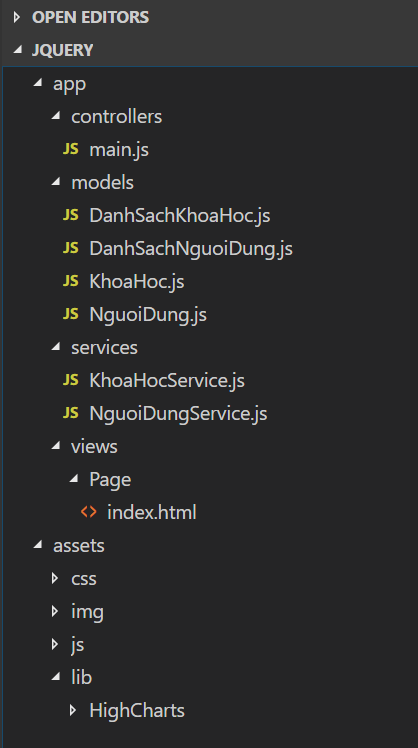 OPEN EDITORS
JQUERY
app
controllers
JS main.js
models
JS DanhSachKhoaHoc.js
JS DanhSachNguoiDung.js
JS KhoaHoc.js
JS NguoiDung.js
services
JS KhoaHocService.js
JS NguoiDungService.js
views
Page
<> index.html
assets
css
img
js
lib
HighCharts